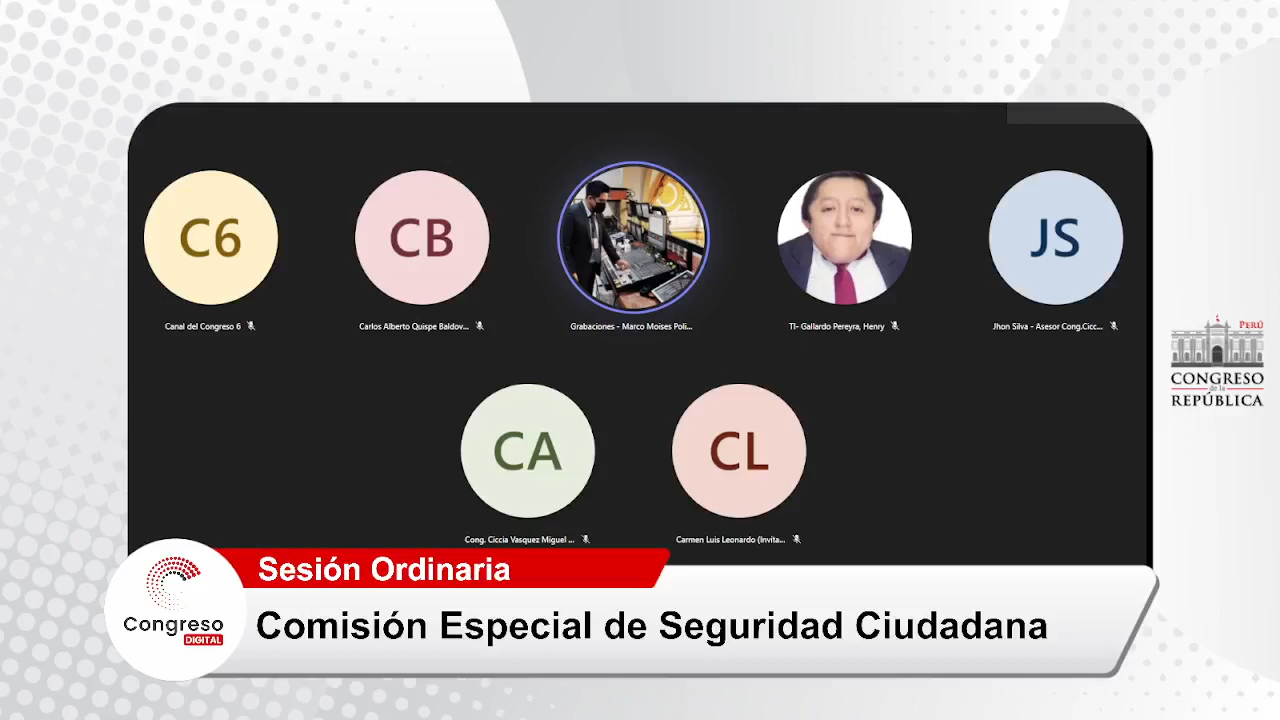 C6
CB
JS
Canal del Congreso 6
Carlos Alberto Quispe Baldov...
Grabaciones - Marco Moises Poli...
TI- Gallardo Pereyra, Henry
Jhon Silva - Asesor Cong.Cicc...
PERÚ
CONGRESO
de la
REPÚBLICA
CA
CL
Cong. Ciccia Vasquez Miguel ...
Carmen Luis Leonardo (Invita...
Sesión Ordinaria
Congreso
DIGITAL
Comisión Especial de Seguridad Ciudadana